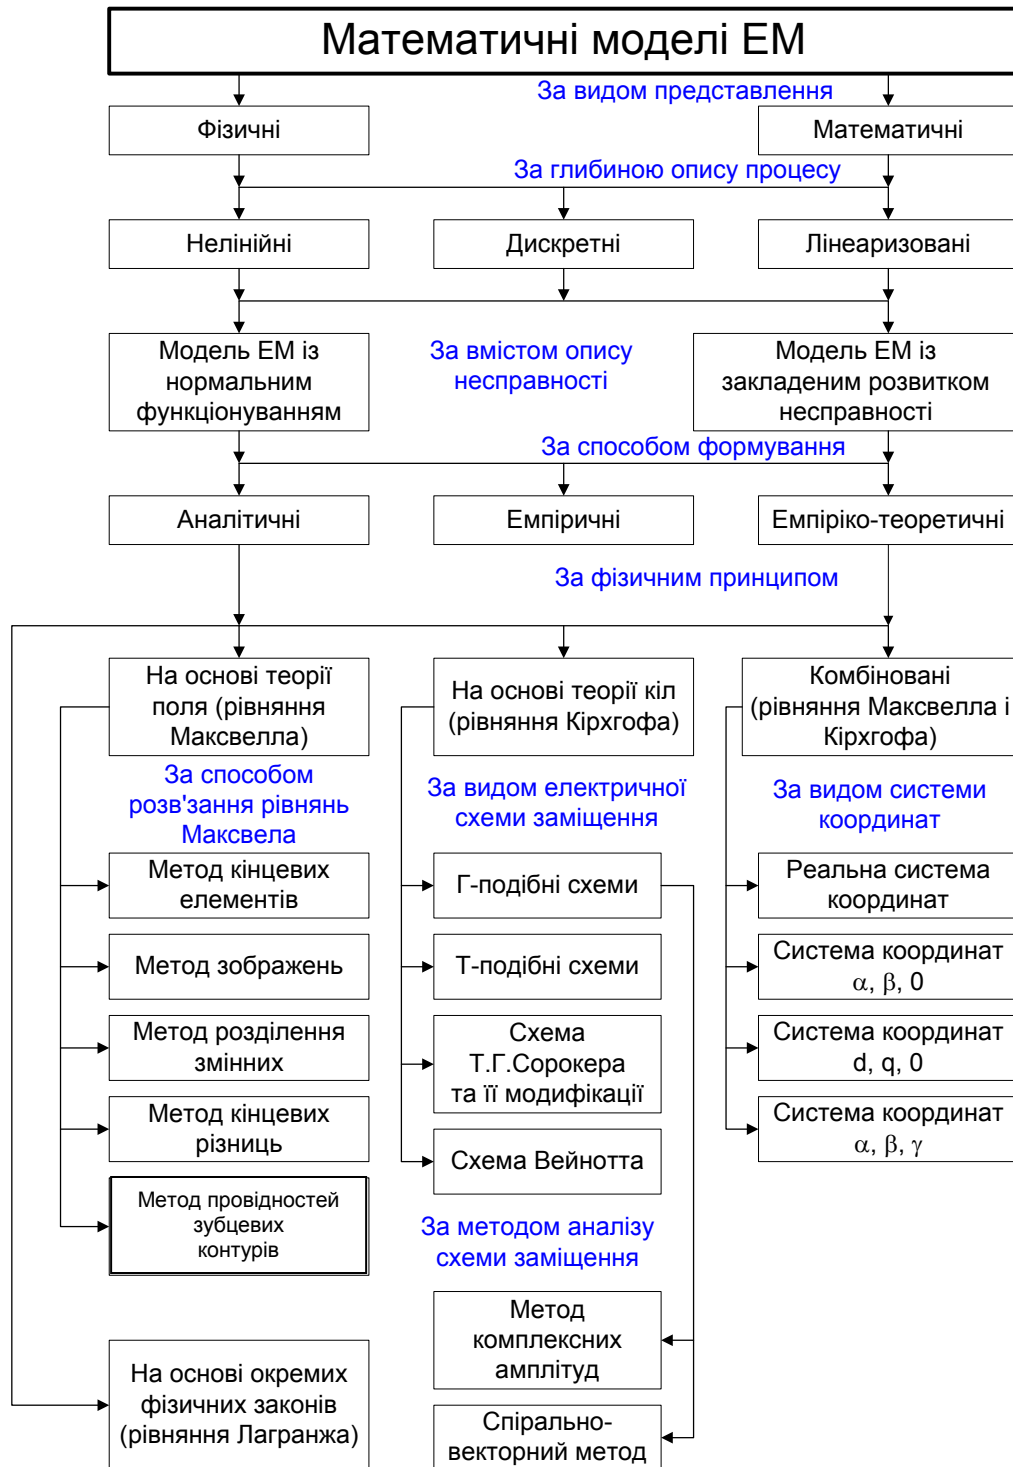 Математичні моделі ЕМ
За видом представлення
Фізичні
Математичні
За глибиною опису процесу
Нелінійні
Дискретні
Лінеаризовані
Модель ЕМ із
нормальним
функціонуванням
За вмістом опису
несправності
Модель ЕМ із
закладеним розвитком
несправності
За способом формування
Аналітичні
Емпіричні
Емпіріко-теоретичні
За фізичним принципом
На основі теорії
поля (рівняння
Максвелла)
На основі теорії кіл
(рівняння Кірхгофа)
Комбіновані
(рівняння Максвелла і
Кірхгофа)
За способом
розв'зання рівнянь
Максвела
За видом електричної
схеми заміщення
За видом системи
координат
Метод кінцевих
елементів
Г-подібні схеми
Реальна система
координат
Метод зображень
Т-подібні схеми
Система координат
α, β, 0
Метод розділення
змінних
Схема
Т.Г.Сорокера
та її модифікації
Система координат
d, q, 0
Метод кінцевих
різниць
Схема Вейнотта
Система координат
α, β, γ
Метод провідностей
зубцевих
контурів
За методом аналізу
схеми заміщення
Метод
комплексних
амплітуд
На основі окремих
фізичних законів
(рівняння Лагранжа)
Спірально-
векторний метод